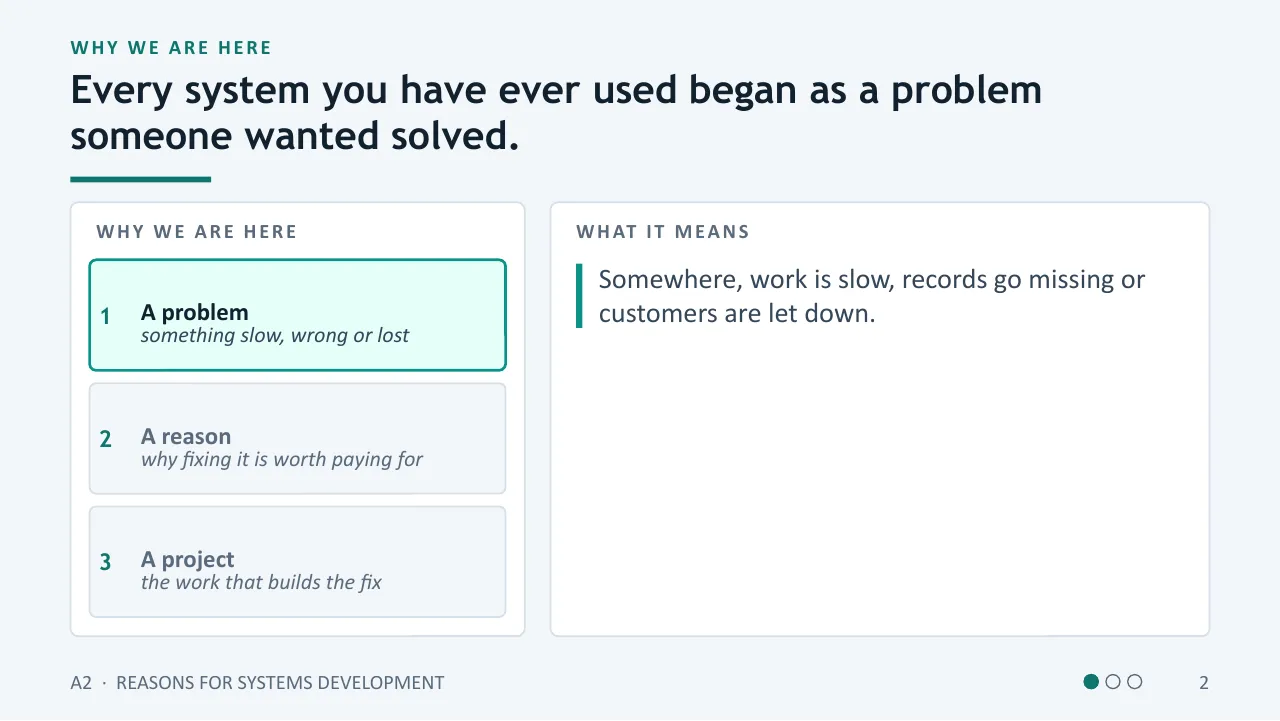 WHY WE ARE HERE
Every system you have ever used began as a problem
someone wanted solved.
WHY WE ARE HERE
1
A problem
something slow, wrong or lost
2
A reason
why fixing it is worth paying for
3
A project
the work that builds the fix
WHAT IT MEANS
Somewhere, work is slow, records go missing or
customers are let down.
A2 · REASONS FOR SYSTEMS DEVELOPMENT
2